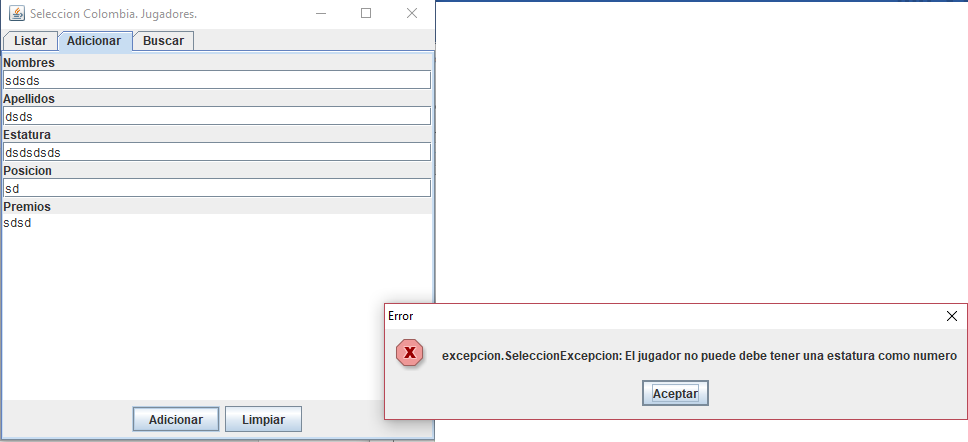 Seleccion Colombia. Jugadores.
Listar Adicionar Buscar
Nombres
sdsds
Apellidos
dsds
Estatura
dsdsdsds
Posicion
sd
Premios
sdsd
Adicionar Limpiar
Error
excepcion.SeleccionExcepcion: El jugador no puede debe tener una estatura como numero
Aceptar